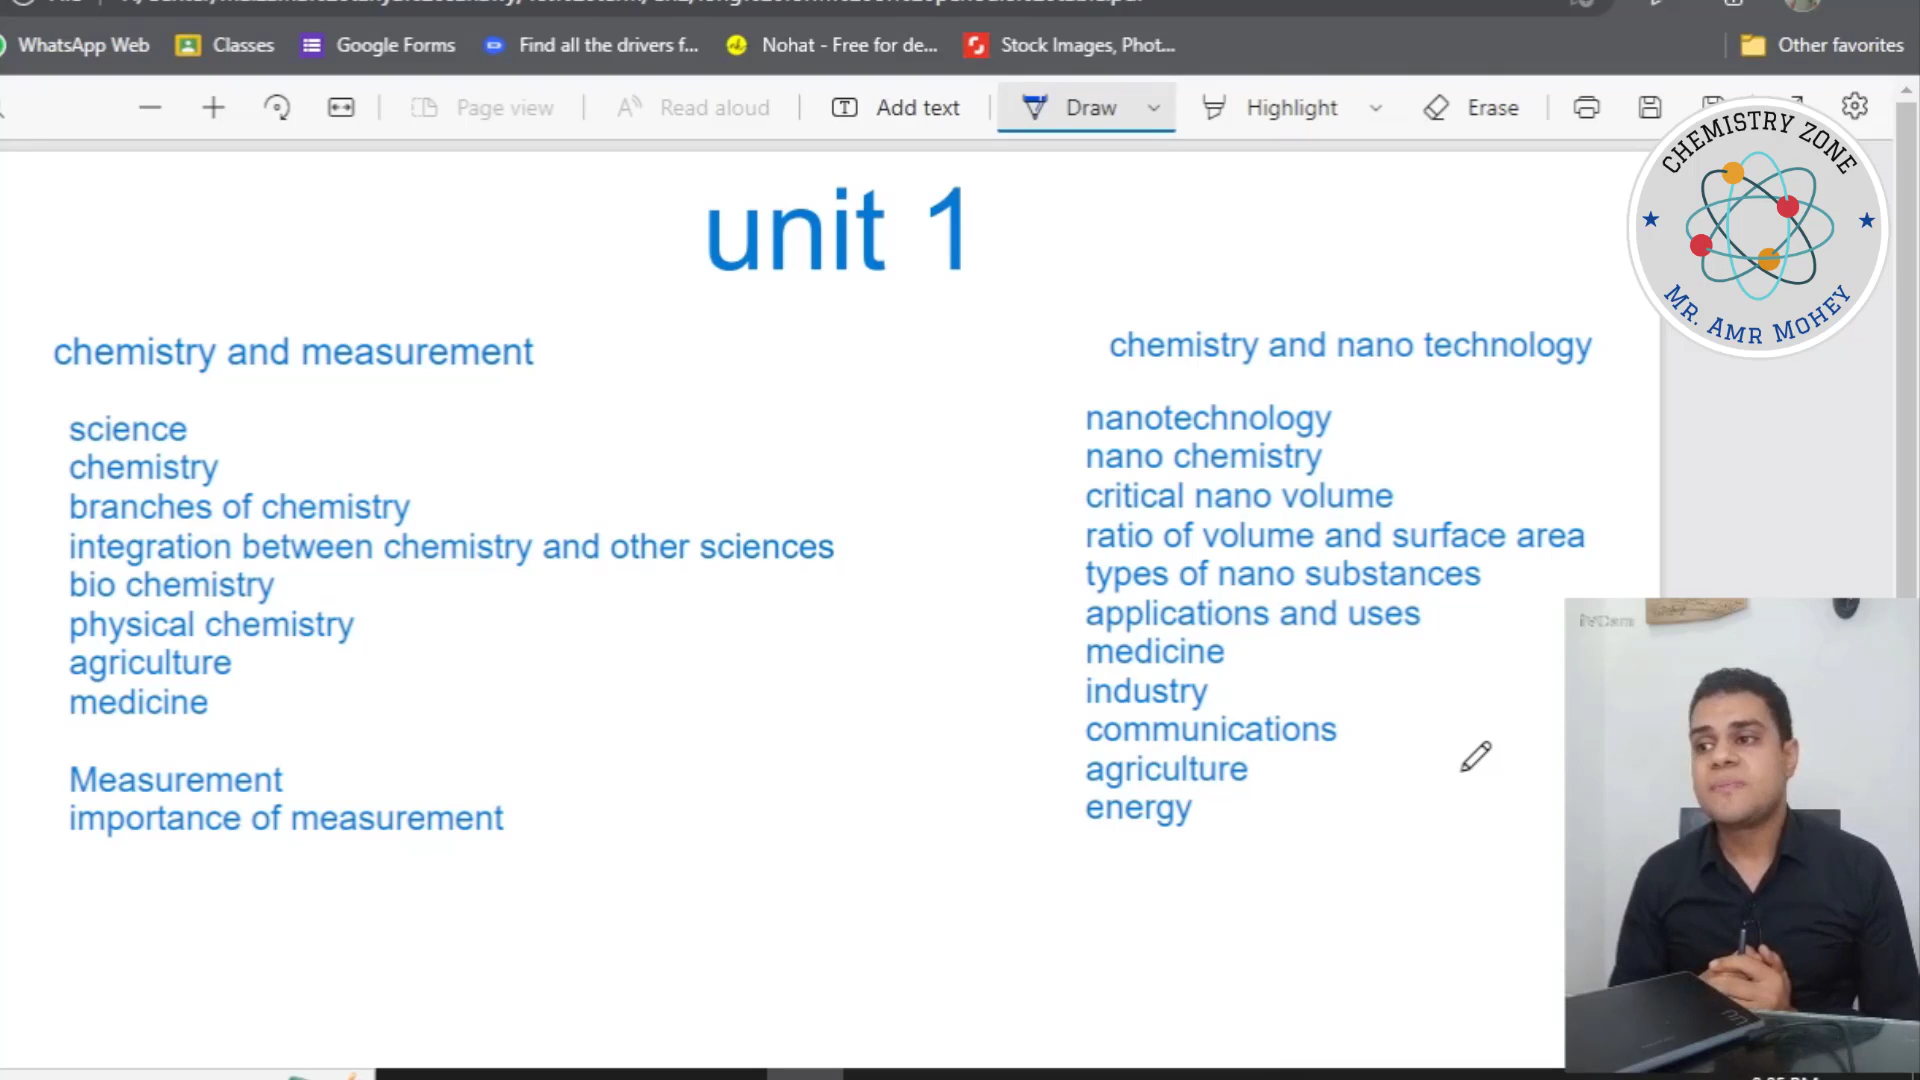 WhatsApp Web
Classes
Google Forms
Find all the drivers f...
Nohat - Free for de...
Stock Images, Phot...
Other favorites
Page view
Read aloud
Add text
Draw
Highlight
Erase
CHEMISTRY ZONE
MR. AMR MOHEY
unit 1
chemistry and measurement
science
chemistry
branches of chemistry
integration between chemistry and other sciences
bio chemistry
physical chemistry
agriculture
medicine
Measurement
importance of measurement
chemistry and nano technology
nanotechnology
nano chemistry
critical nano volume
ratio of volume and surface area
types of nano substances
applications and uses
medicine
industry
communications
agriculture
energy
iVCam